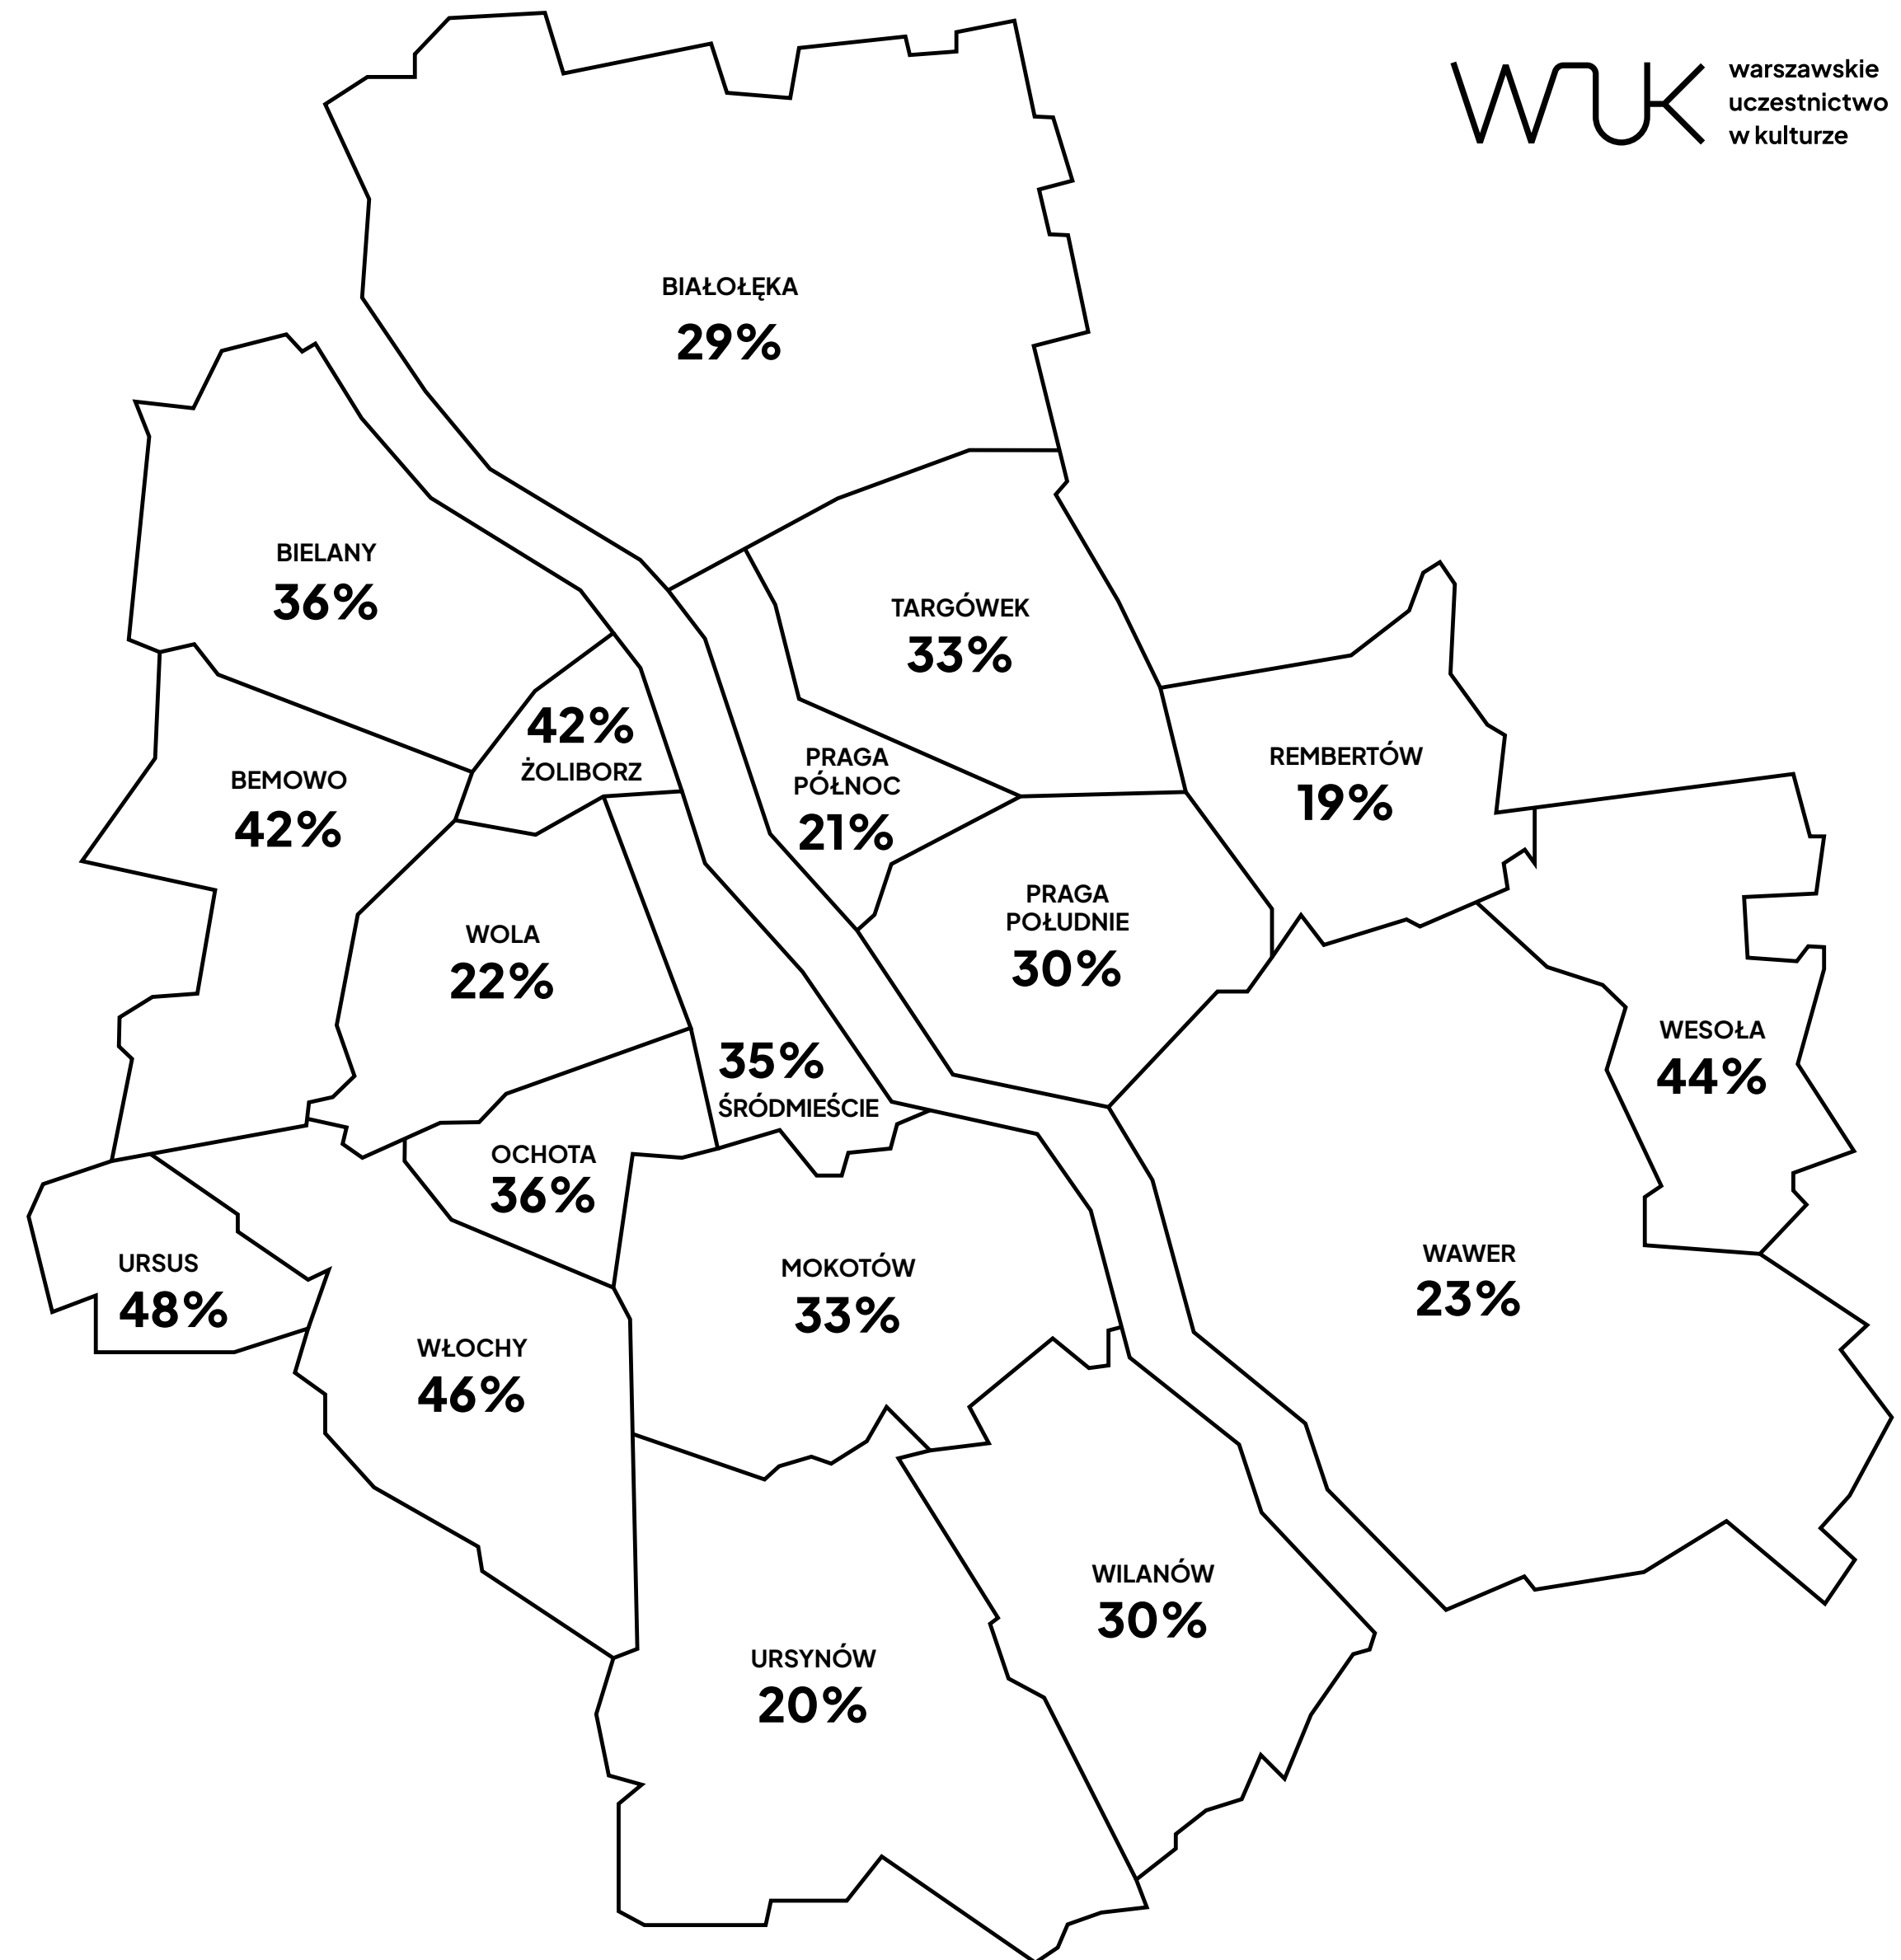 warszawskie
uczestnictwo
w kulturze
WUK
BIAŁOŁĘKA
29%
BIELANY
36%
TARGÓWEK
33%
42%
ŻOLIBORZ
PRAGA
PÓŁNOC
21%
REMBERTÓW
19%
BEMOWO
42%
PRAGA
POŁUDNIE
30%
WOLA
22%
WESOŁA
44%
35%
ŚRÓDMIEŚCIE
OCHOTA
36%
URSUS
48%
MOKOTÓW
33%
WAWER
23%
WŁOCHY
46%
WILANÓW
30%
URSYNÓW
20%